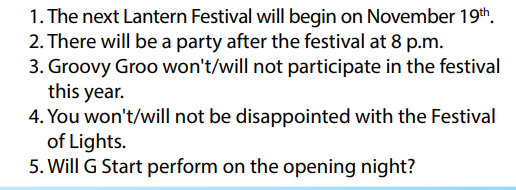 1. The next Lantern Festival will begin on November 19th.
2. There will be a party after the festival at 8 p.m.
3. Groovy Groo won't/will not participate in the festival
this year.
4. You won't/will not be disappointed with the Festival
of Lights.
5. Will G Start perform on the opening night?